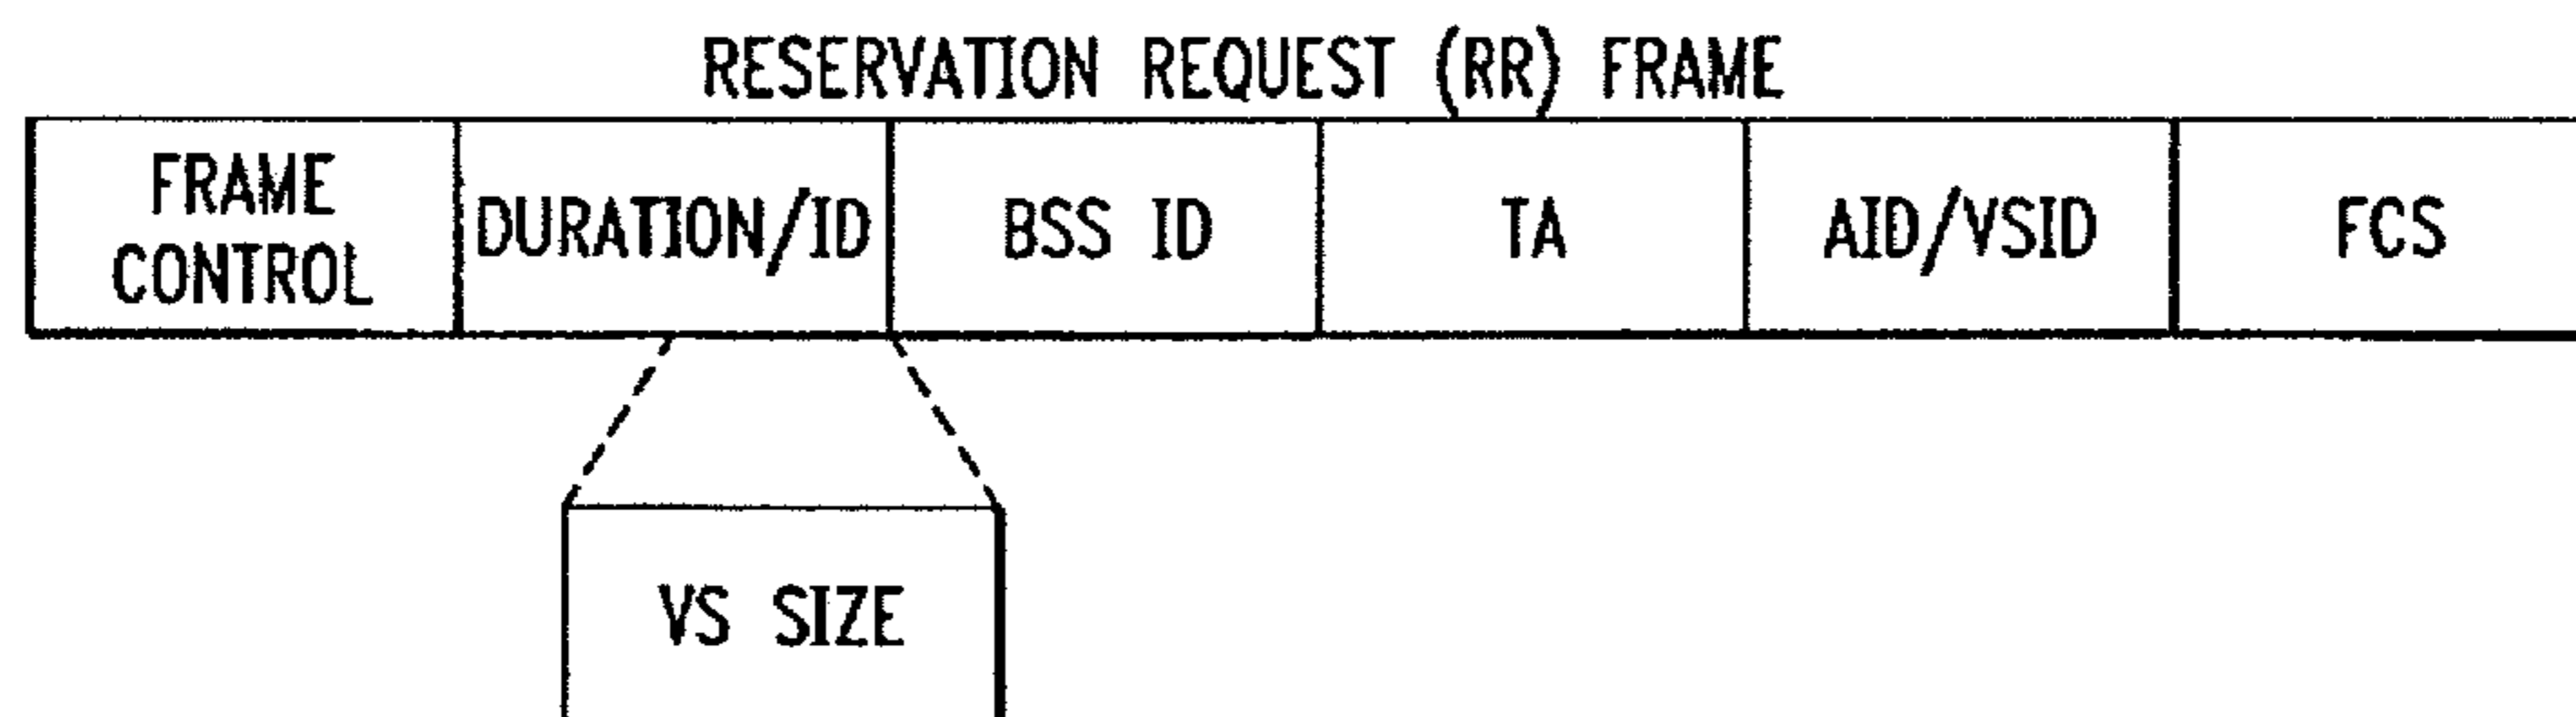 RESERVATION REQUEST (RR) FRAME
FRAME CONTROL
DURATION/ID
BSS ID
TA
AID/VSID
FCS
VS SIZE